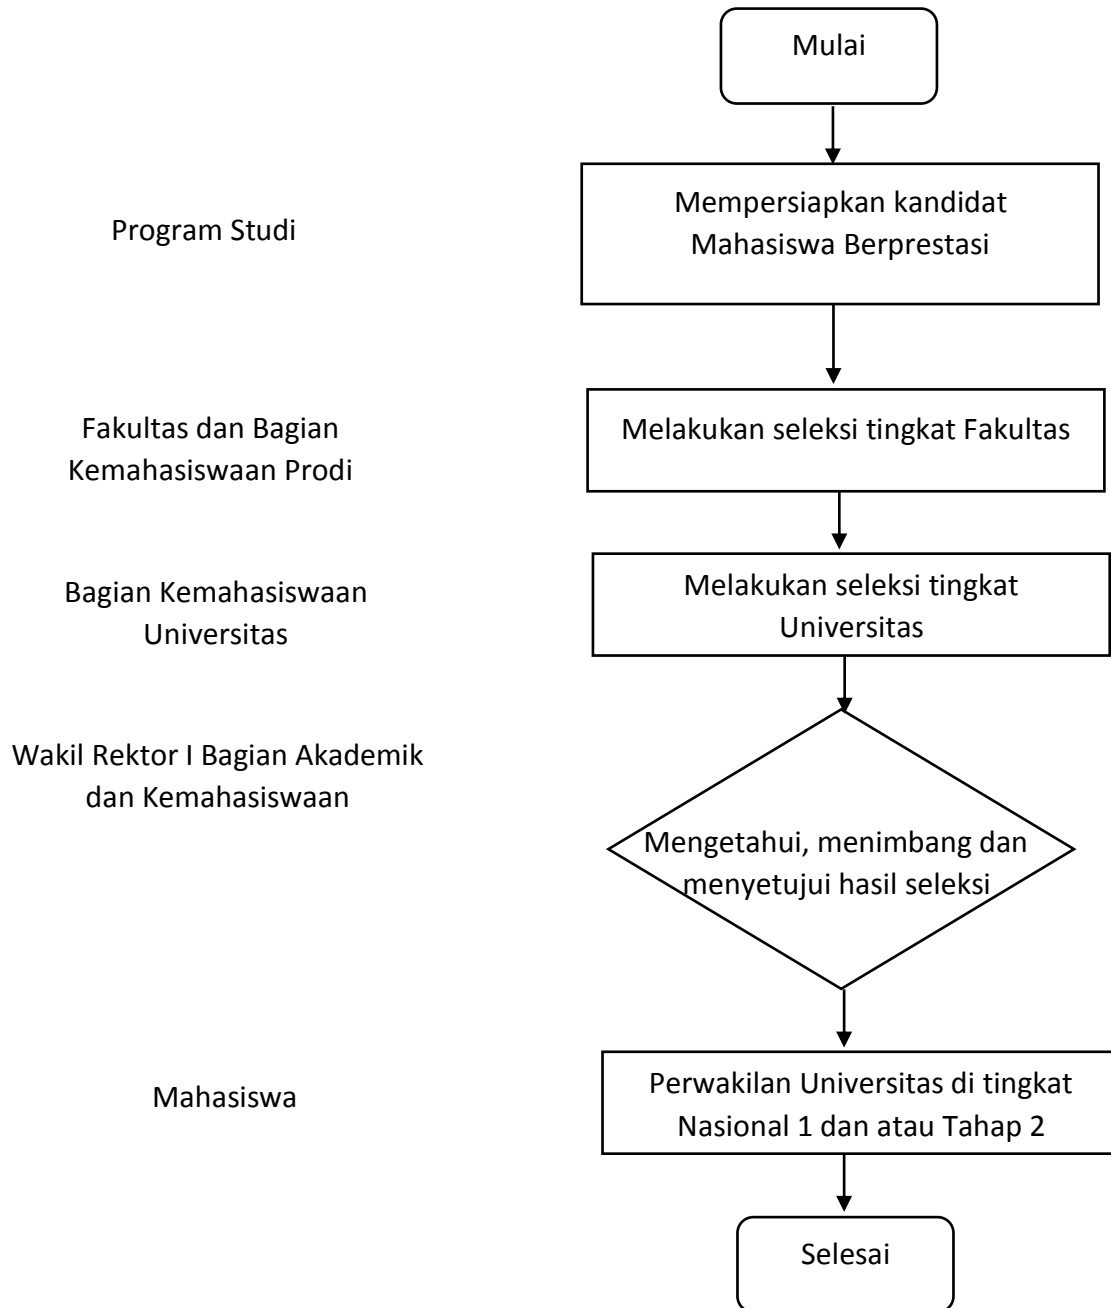 Mulai
Program Studi
Mempersiapkan kandidat
Mahasiswa Berprestasi
Fakultas dan Bagian
Kemahasiswaan Prodi
Melakukan seleksi tingkat Fakultas
Bagian Kemahasiswaan
Universitas
Melakukan seleksi tingkat
Universitas
Wakil Rektor I Bagian Akademik
dan Kemahasiswaan
Mengetahui, menimbang dan
menyetujui hasil seleksi
Mahasiswa
Perwakilan Universitas di tingkat
Nasional 1 dan atau Tahap 2
Selesai